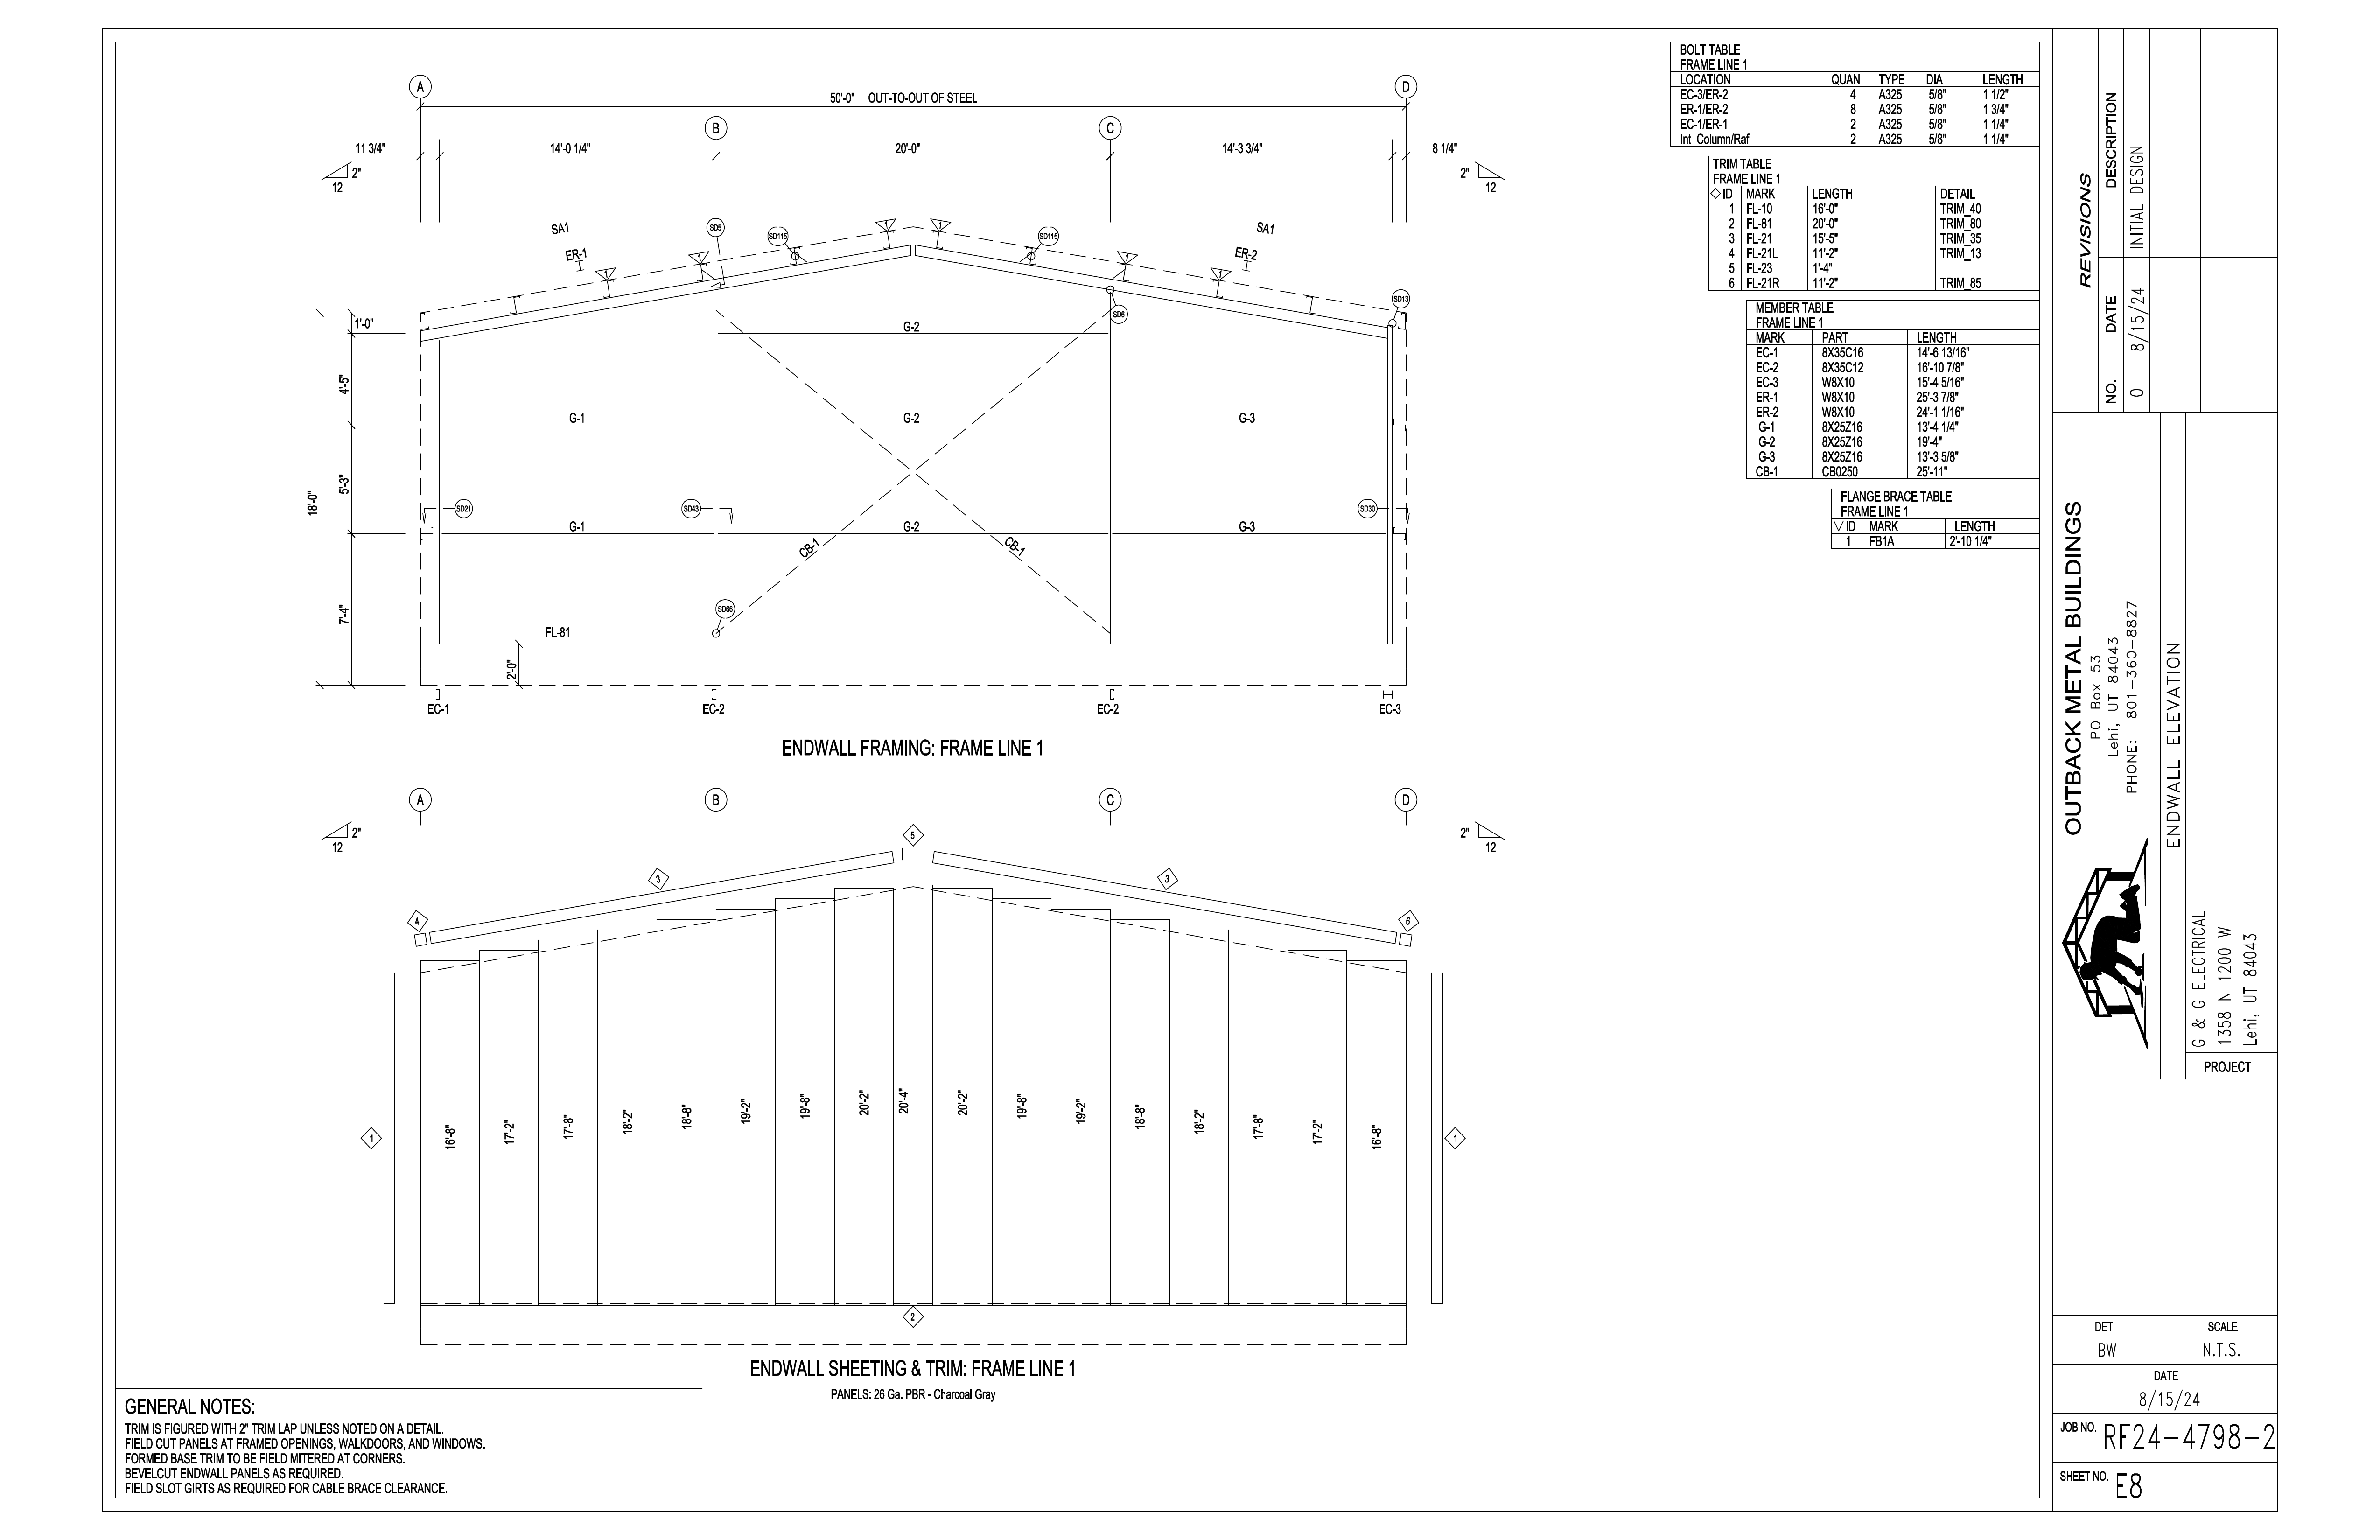 A
D
50'-0" OUT-TO-OUT OF STEEL
B
C
11 3/4"
14'-0 1/4"
20'-0"
14'-3 3/4"
8 1/4"
2"
12
2"
12
SA1
SD5
SD115
1
1
SD115
SA1
ER-1
ER-2
1
1
1
1
SD13
SD6
1'-0"
G-2
4'-5"
G-1
G-2
G-3
5'-3"
18'-0"
SD21
SD43
SD30
G-1
G-2
G-3
CB-1
CB-1
7'-4"
SD66
FL-81
2'-0"
EC-1
EC-2
EC-2
EC-3
ENDWALL FRAMING: FRAME LINE 1
A
B
C
D
2"
12
2"
12
5
3
3
4
6
16'-8"
17'-2"
17'-8"
18'-2"
18'-8"
19'-2"
19'-8"
20'-2"
20'-4"
20'-2"
19'-8"
19'-2"
18'-8"
18'-2"
17'-8"
17'-2"
16'-8"
1
1
2
ENDWALL SHEETING & TRIM: FRAME LINE 1
PANELS: 26 Ga. PBR - Charcoal Gray
GENERAL NOTES:
TRIM IS FIGURED WITH 2" TRIM LAP UNLESS NOTED ON A DETAIL.
FIELD CUT PANELS AT FRAMED OPENINGS, WALKDOORS, AND WINDOWS.
FORMED BASE TRIM TO BE FIELD MITERED AT CORNERS.
BEVELCUT ENDWALL PANELS AS REQUIRED.
FIELD SLOT GIRTS AS REQUIRED FOR CABLE BRACE CLEARANCE.
BOLT TABLE
FRAME LINE 1
LOCATION QUAN TYPE DIA LENGTH
EC-3/ER-2 4 A325 5/8" 1 1/2"
ER-1/ER-2 8 A325 5/8" 1 3/4"
EC-1/ER-1 2 A325 5/8" 1 1/4"
Int_Column/Raf 2 A325 5/8" 1 1/4"
TRIM TABLE
FRAME LINE 1
◇ID MARK LENGTH DETAIL
1 FL-10 16'-0" TRIM_40
2 FL-81 20'-0" TRIM_80
3 FL-21 15'-5" TRIM_35
4 FL-21L 11'-2" TRIM_13
5 FL-23 1'-4"
6 FL-21R 11'-2" TRIM_85
MEMBER TABLE
FRAME LINE 1
MARK PART LENGTH
EC-1 8X35C16 14'-6 13/16"
EC-2 8X35C12 16'-10 7/8"
EC-3 W8X10 15'-4 5/16"
ER-1 W8X10 25'-3 7/8"
ER-2 W8X10 24'-1 1/16"
G-1 8X25Z16 13'-4 1/4"
G-2 8X25Z16 19'-4"
G-3 8X25Z16 13'-3 5/8"
CB-1 CB0250 25'-11"
FLANGE BRACE TABLE
FRAME LINE 1
▽ID MARK LENGTH
1 FB1A 2'-10 1/4"
REVISIONS
NO. DATE DESCRIPTION
0 8/15/24 INITIAL DESIGN
OUTBACK METAL BUILDINGS
PO Box 53
Lehi, UT 84043
PHONE: 801-360-8827
ENDWALL ELEVATION
G & G ELECTRICAL
1358 N 1200 W
Lehi, UT 84043
PROJECT
DET
BW
SCALE
N.T.S.
DATE
8/15/24
JOB NO. RF24-4798-2
SHEET NO. E8